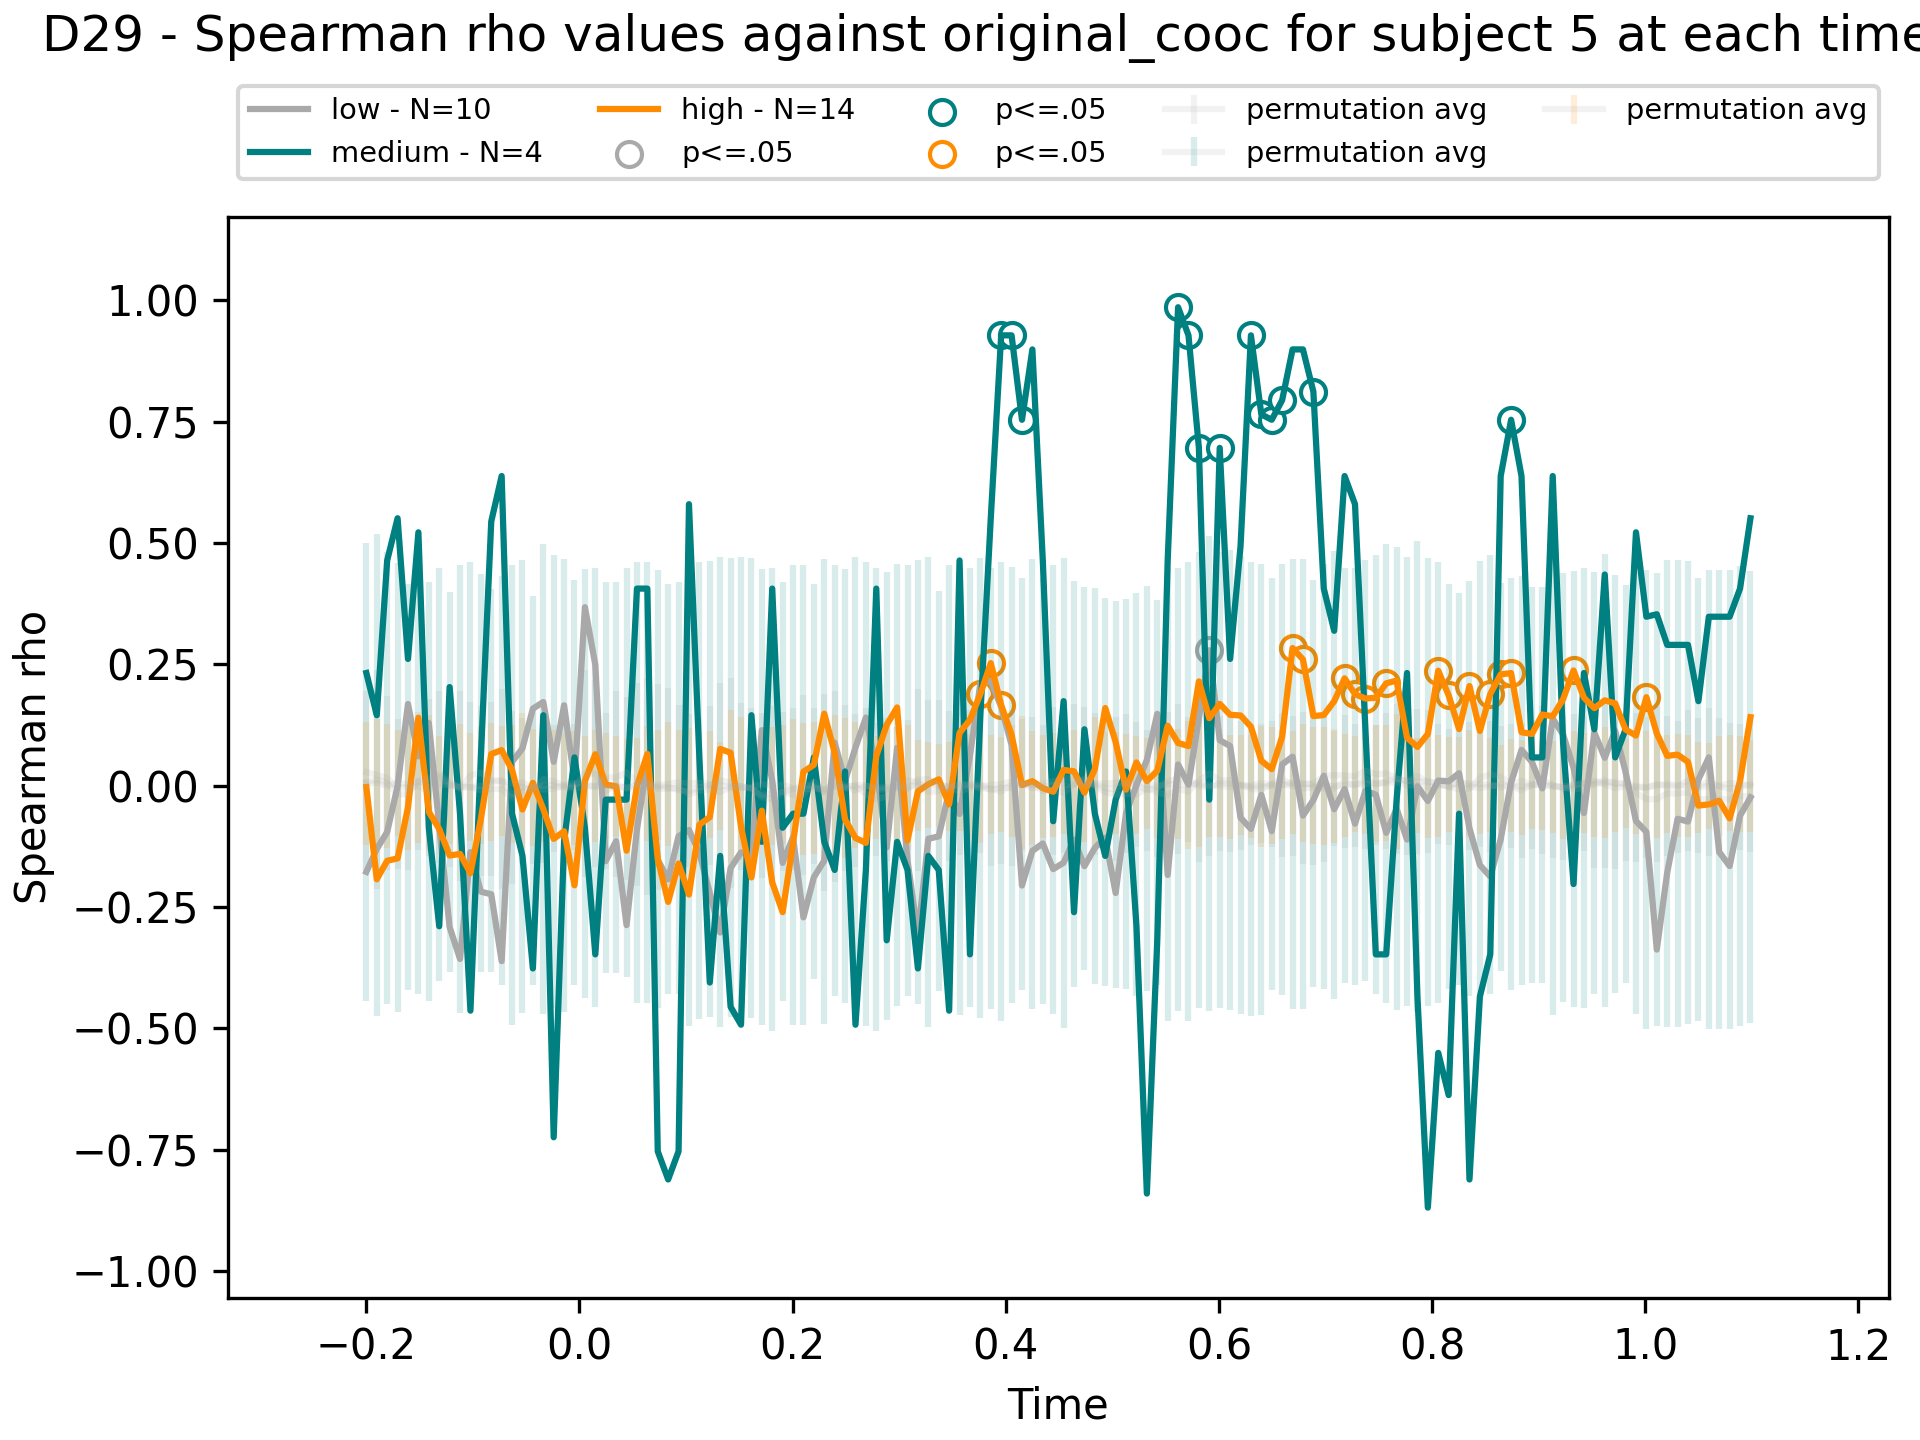 D29 - Spearman rho values against original_cooc for subject 5 at each time
low - N=10 high - N=14 p<=.05 permutation avg permutation avg
medium - N=4 p<=.05 p<=.05 permutation avg
Spearman rho
1.00
0.75
0.50
0.25
0.00
−0.25
−0.50
−0.75
−1.00
−0.2 0.0 0.2 0.4 0.6 0.8 1.0 1.2
Time